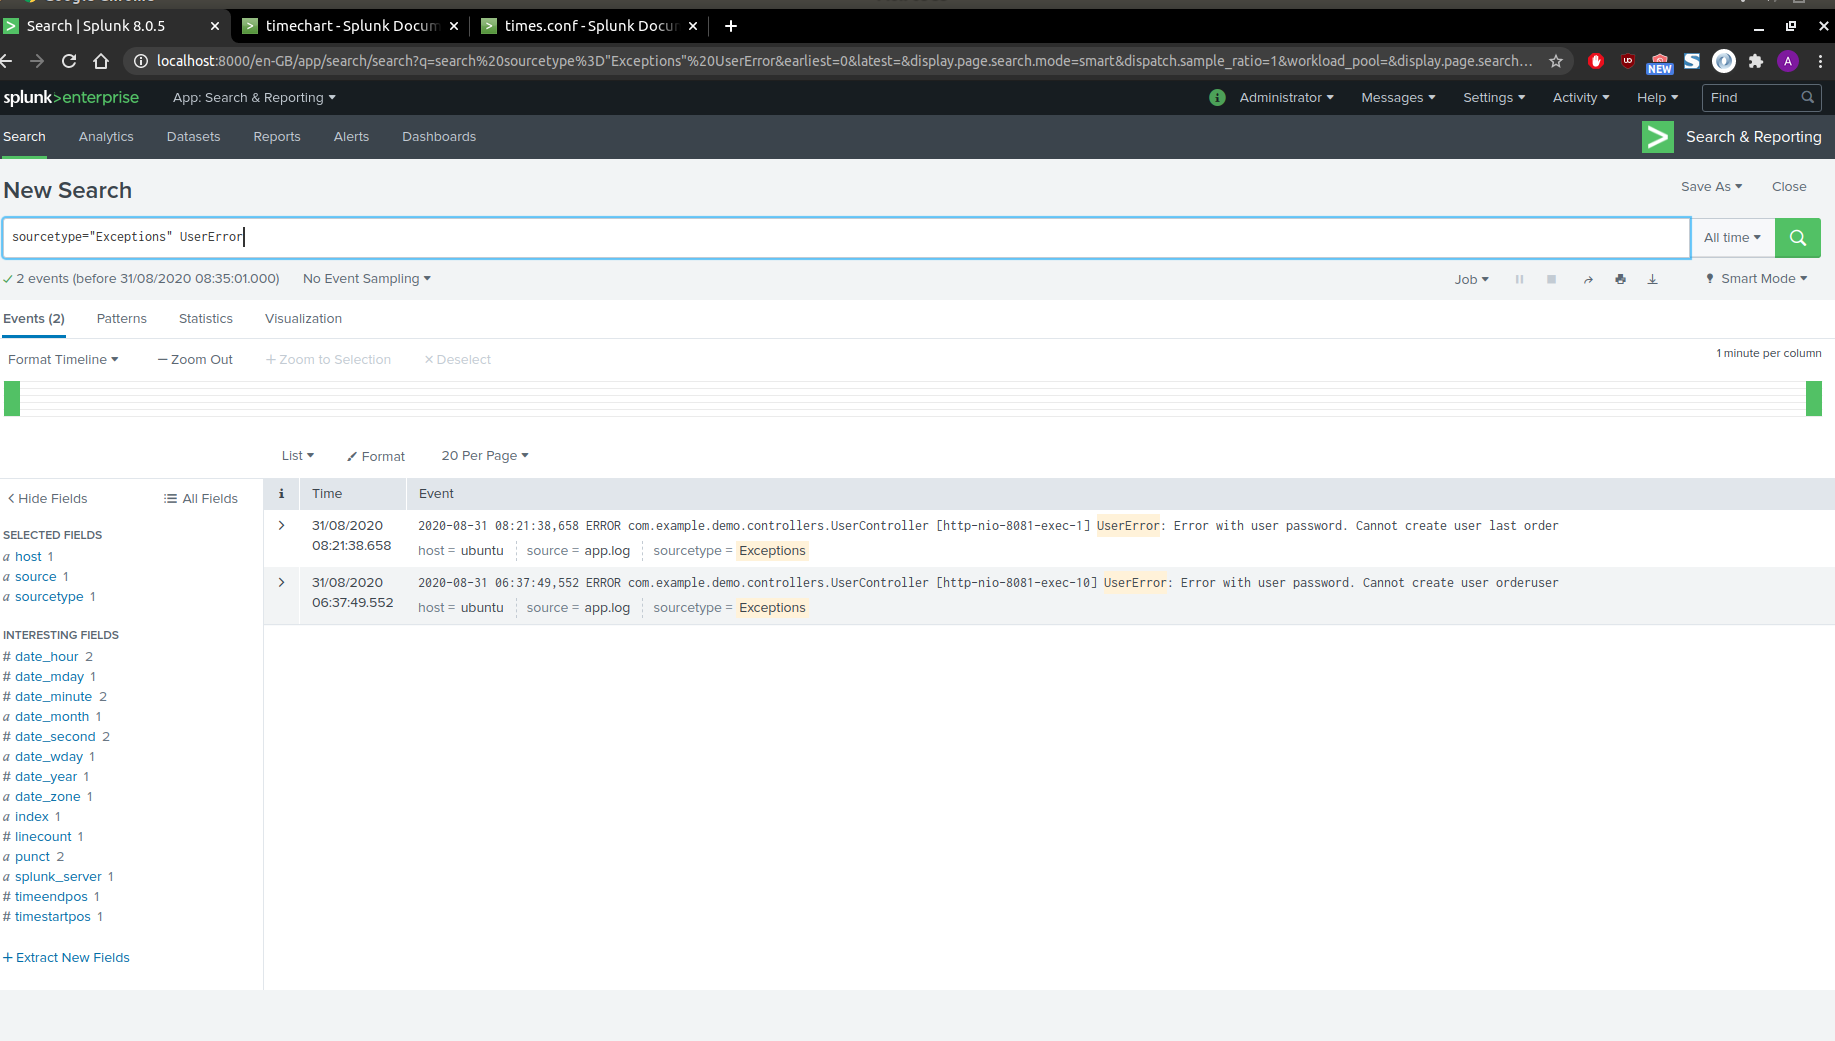 Search | Splunk 8.0.5
timechart - Splunk Docum
times.conf - Splunk Docu
localhost:8000/en-GB/app/search/search?q=search%20sourcetype%3D"Exceptions"%20UserError&earliest=0&latest=&display.page.search.mode=smart&dispatch.sample_ratio=1&workload_pool=&display.page.search...
NEW
A
splunk>enterprise
App: Search & Reporting
i
Administrator
Messages
Settings
Activity
Help
Find
Search
Analytics
Datasets
Reports
Alerts
Dashboards
Search & Reporting
New Search
Save As
Close
sourcetype="Exceptions" UserError
All time
2 events (before 31/08/2020 08:35:01.000)
No Event Sampling
Job
Smart Mode
Events (2)
Patterns
Statistics
Visualization
Format Timeline
— Zoom Out
+ Zoom to Selection
× Deselect
1 minute per column
List
Format
20 Per Page
< Hide Fields
All Fields
i
Time
Event
SELECTED FIELDS
a host 1
a source 1
a sourcetype 1
INTERESTING FIELDS
# date_hour 2
# date_mday 1
# date_minute 2
a date_month 1
# date_second 2
a date_wday 1
# date_year 1
a date_zone 1
a index 1
# linecount 1
a punct 2
a splunk_server 1
# timeendpos 1
# timestartpos 1
+ Extract New Fields
31/08/2020
08:21:38.658
2020-08-31 08:21:38,658 ERROR com.example.demo.controllers.UserController [http-nio-8081-exec-1] UserError: Error with user password. Cannot create user last order
host = ubuntu
source = app.log
sourcetype = Exceptions
31/08/2020
06:37:49.552
2020-08-31 06:37:49,552 ERROR com.example.demo.controllers.UserController [http-nio-8081-exec-10] UserError: Error with user password. Cannot create user orderuser
host = ubuntu
source = app.log
sourcetype = Exceptions